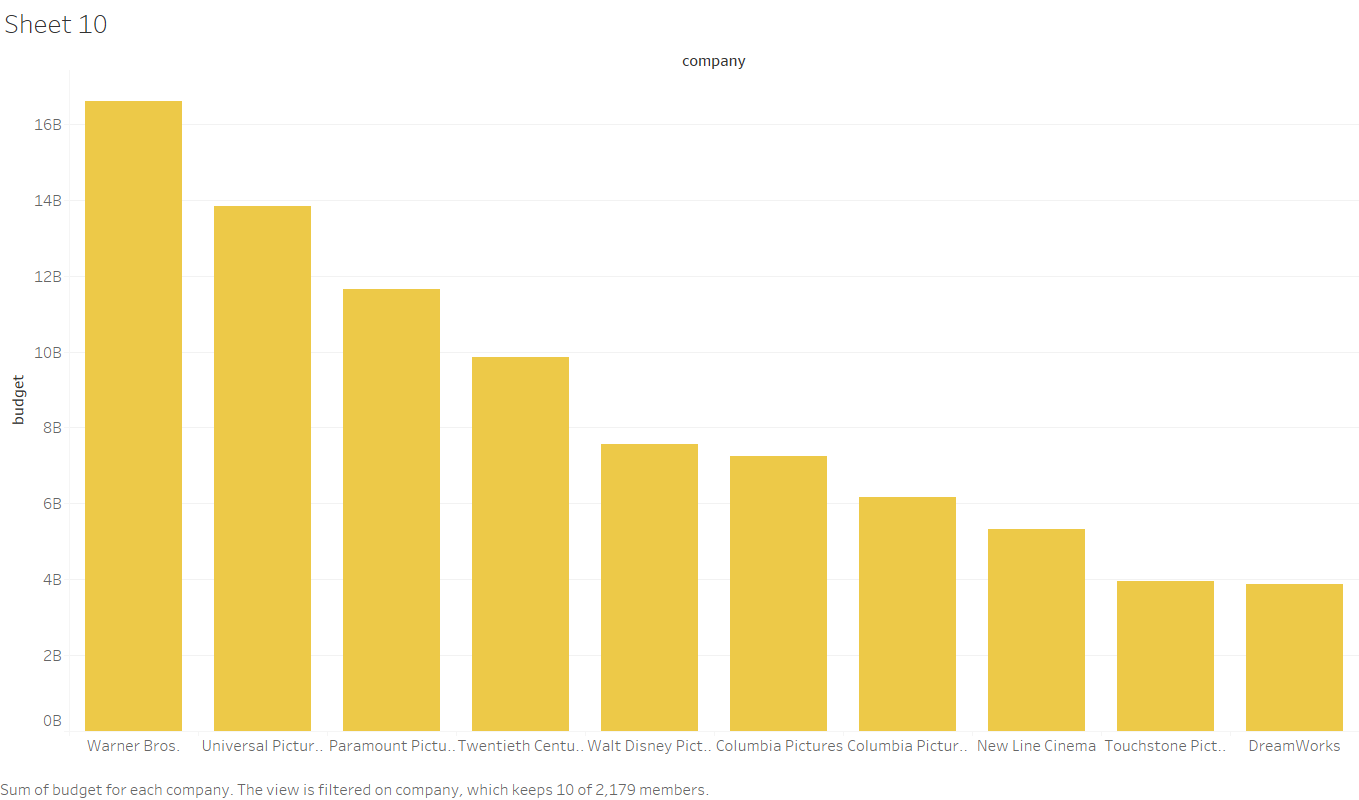 Sheet 10
company
budget
16B
14B
12B
10B
8B
6B
4B
2B
0B
Warner Bros. Universal Pictur.. Paramount Pictu.. Twentieth Centu.. Walt Disney Pict.. Columbia Pictures Columbia Pictur.. New Line Cinema Touchstone Pict.. DreamWorks
Sum of budget for each company. The view is filtered on company, which keeps 10 of 2,179 members.